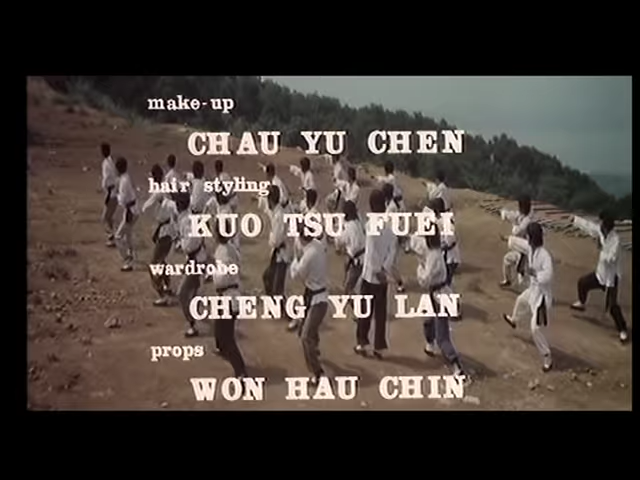 make-up
CHAU YU CHEN
hair styling
KUO TSU FUEI
wardrobe
CHENG YU LAN
props
WON HAU CHIN